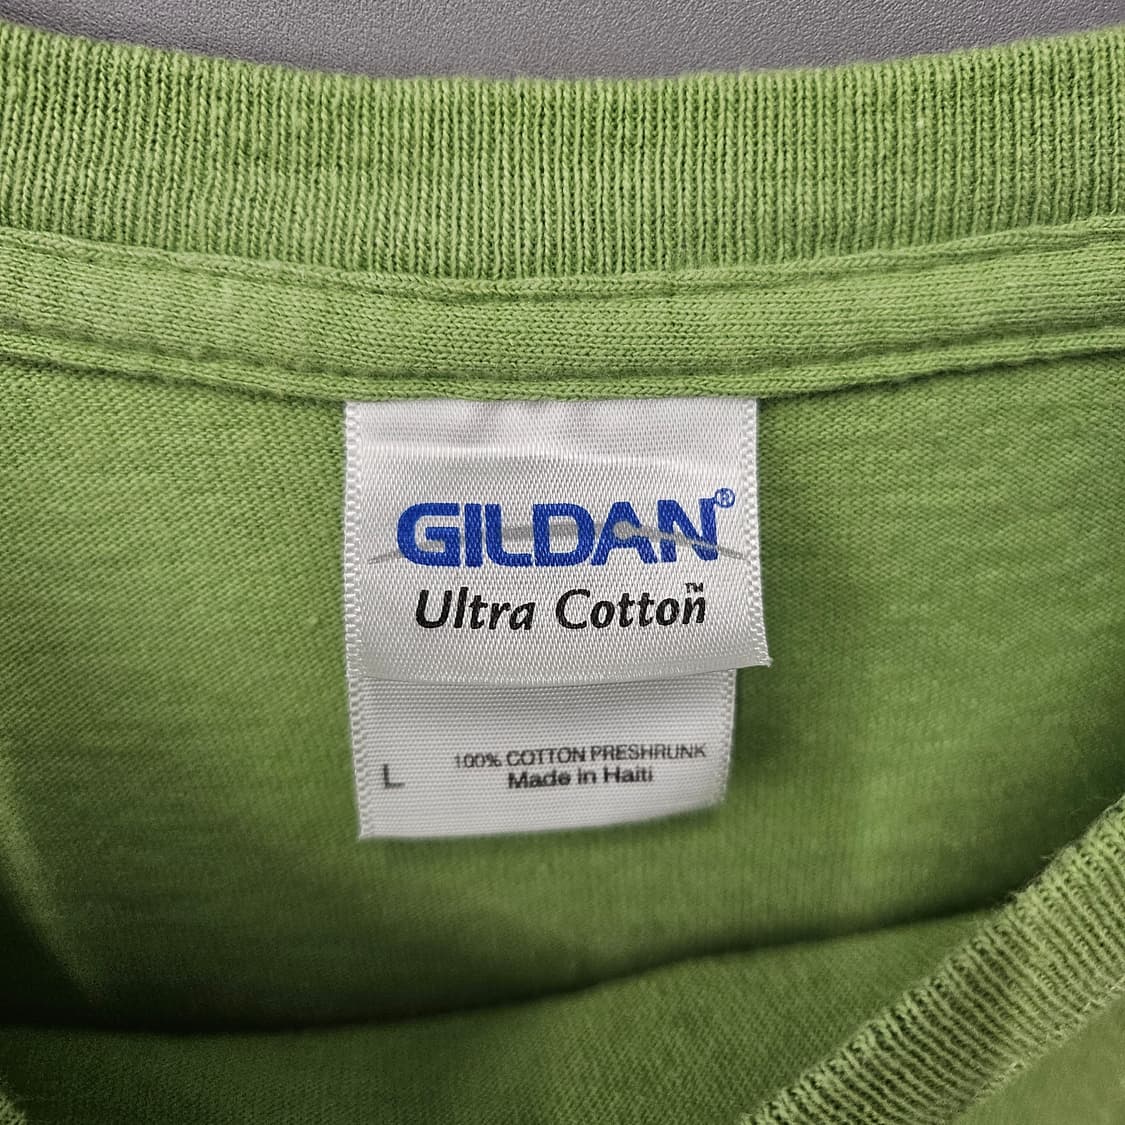 GILDAN®
Ultra Cotton™
100% COTTON PRESHRUNK
L Made in Haiti